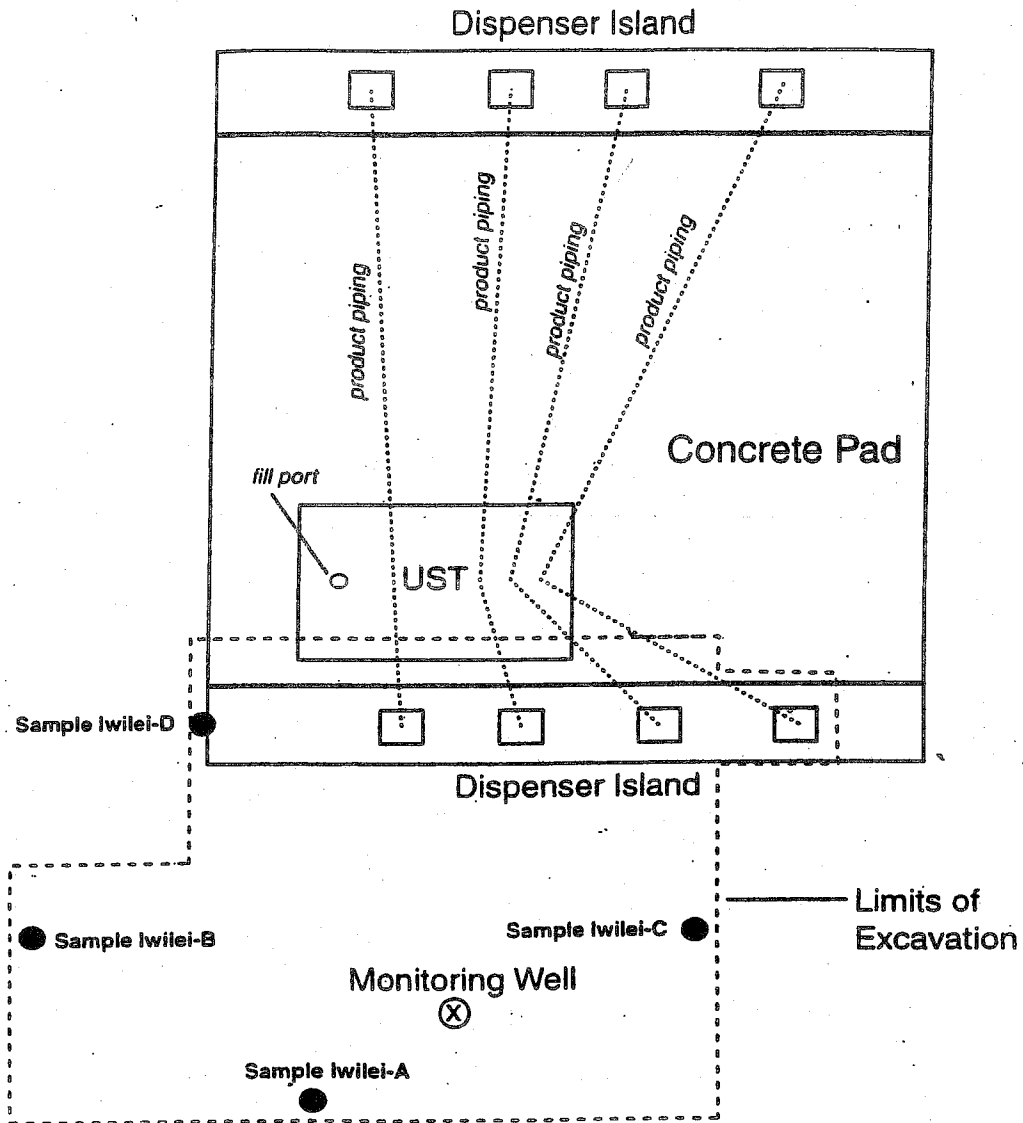 Dispenser Island
product piping
product piping
product piping
product piping
Concrete Pad
fill port
UST
Sample Iwilei-D
Dispenser Island
Limits of
Excavation
Sample Iwilei-B
Sample Iwilei-C
Monitoring Well
X
Sample Iwilei-A